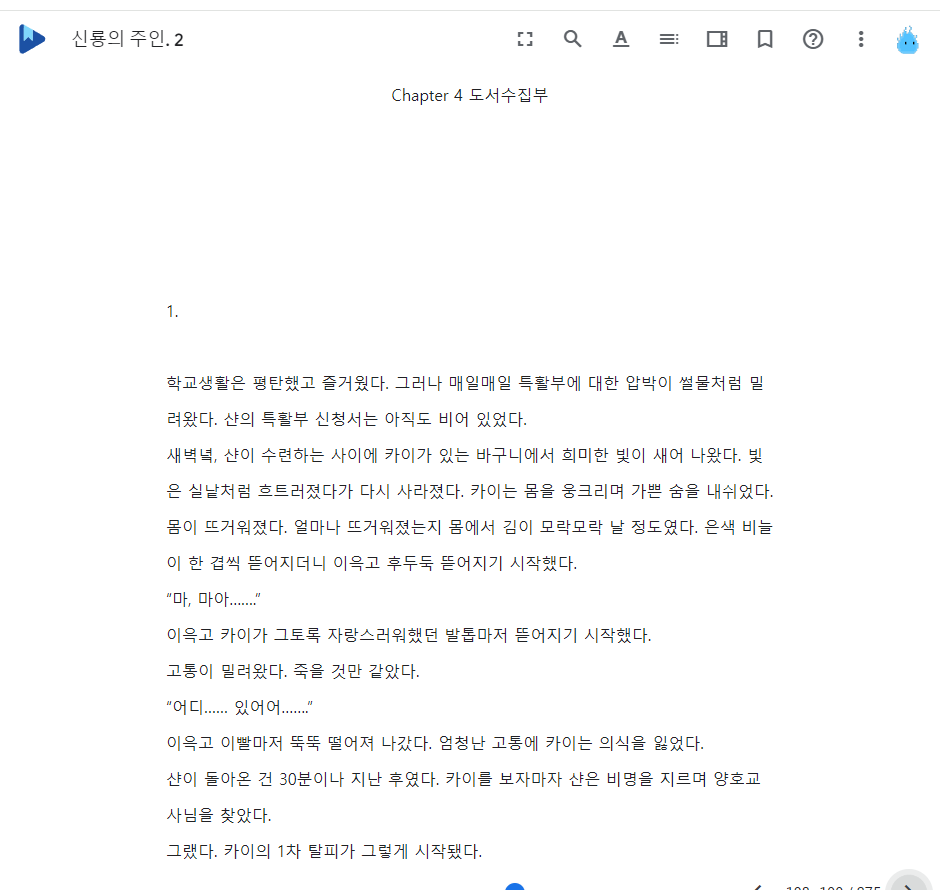 신룡의 주인. 2
Chapter 4 도서수집부
1.
학교생활은 평탄했고 즐거웠다. 그러나 매일매일 특활부에 대한 압박이 썰물처럼 밀
려왔다. 샨의 특활부 신청서는 아직도 비어 있었다.
새벽녘, 샨이 수련하는 사이에 카이가 있는 바구니에서 희미한 빛이 새어 나왔다. 빛
은 실낱처럼 흐트러졌다가 다시 사라졌다. 카이는 몸을 웅크리며 가쁜 숨을 내쉬었다.
몸이 뜨거워졌다. 얼마나 뜨거워졌는지 몸에서 김이 모락모락 날 정도였다. 은색 비늘
이 한 겹씩 뜯어지더니 이윽고 후두둑 뜯어지기 시작했다.
“마, 마아…….”
이윽고 카이가 그토록 자랑스러워했던 발톱마저 뜯어지기 시작했다.
고통이 밀려왔다. 죽을 것만 같았다.
“어디…… 있어어…….”
이윽고 이빨마저 뚝뚝 떨어져 나갔다. 엄청난 고통에 카이는 의식을 잃었다.
샨이 돌아온 건 30분이나 지난 후였다. 카이를 보자마자 샨은 비명을 지르며 양호교
사님을 찾았다.
그랬다. 카이의 1차 탈피가 그렇게 시작됐다.